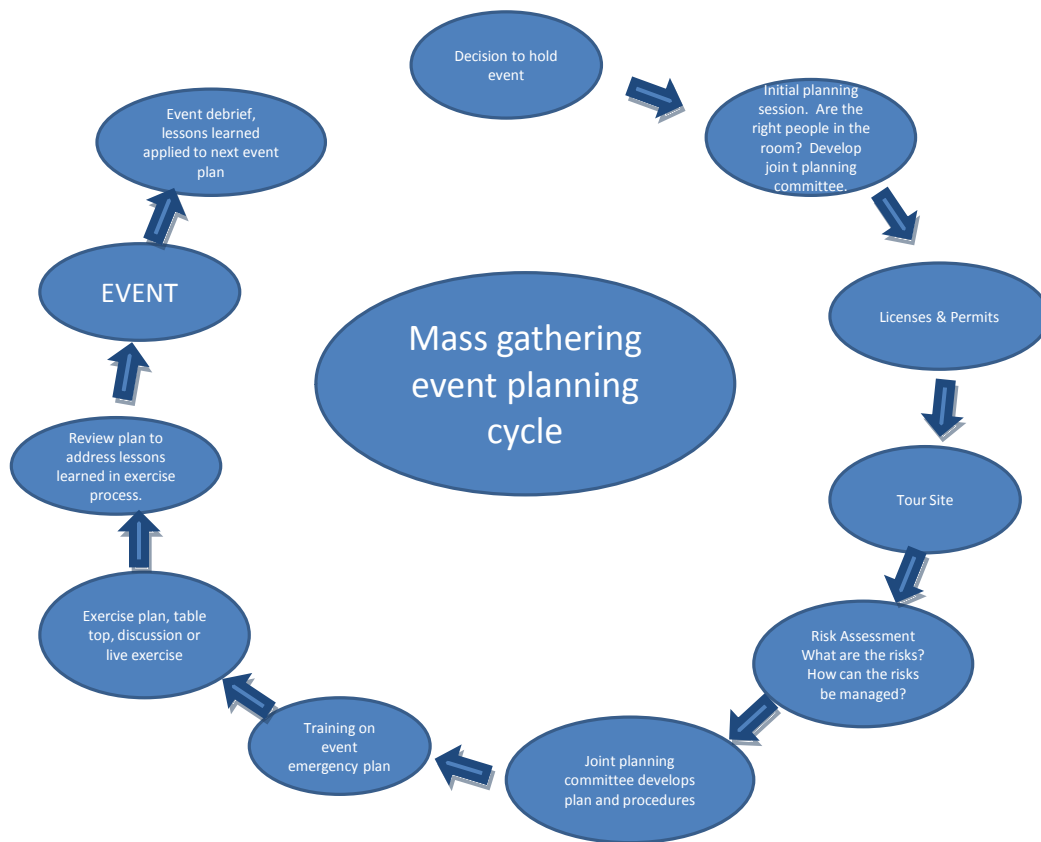 Decision to hold
event
Initial planning
session.  Are the
right people in the
room?  Develop
join t planning
committee.
Licenses & Permits
Tour Site
Risk Assessment
What are the risks?
How can the risks
be managed?
Joint planning
committee develops
plan and procedures
Training on
event
emergency plan
Exercise plan, table
top, discussion or
live exercise
Review plan to
address lessons
learned in exercise
process.
EVENT
Event debrief,
lessons learned
applied to next event
plan
Mass gathering
event planning
cycle